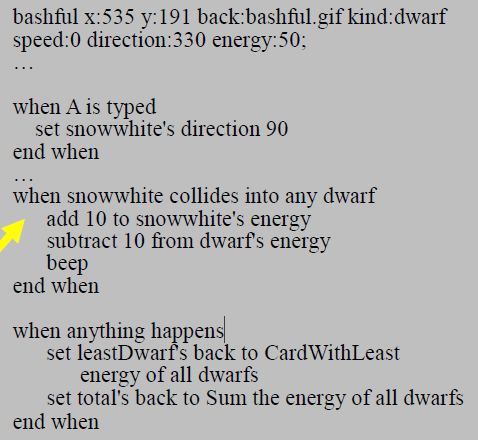 bashful x:535 y:191 back:bashful.gif kind:dwarf
speed:0 direction:330 energy:50;
…
when A is typed
set snowwhite's direction 90
end when
…
when snowwhite collides into any dwarf
add 10 to snowwhite's energy
subtract 10 from dwarf's energy
beep
end when
when anything happens
set leastDwarf's back to CardWithLeast
energy of all dwarfs
set total's back to Sum the energy of all dwarfs
end when